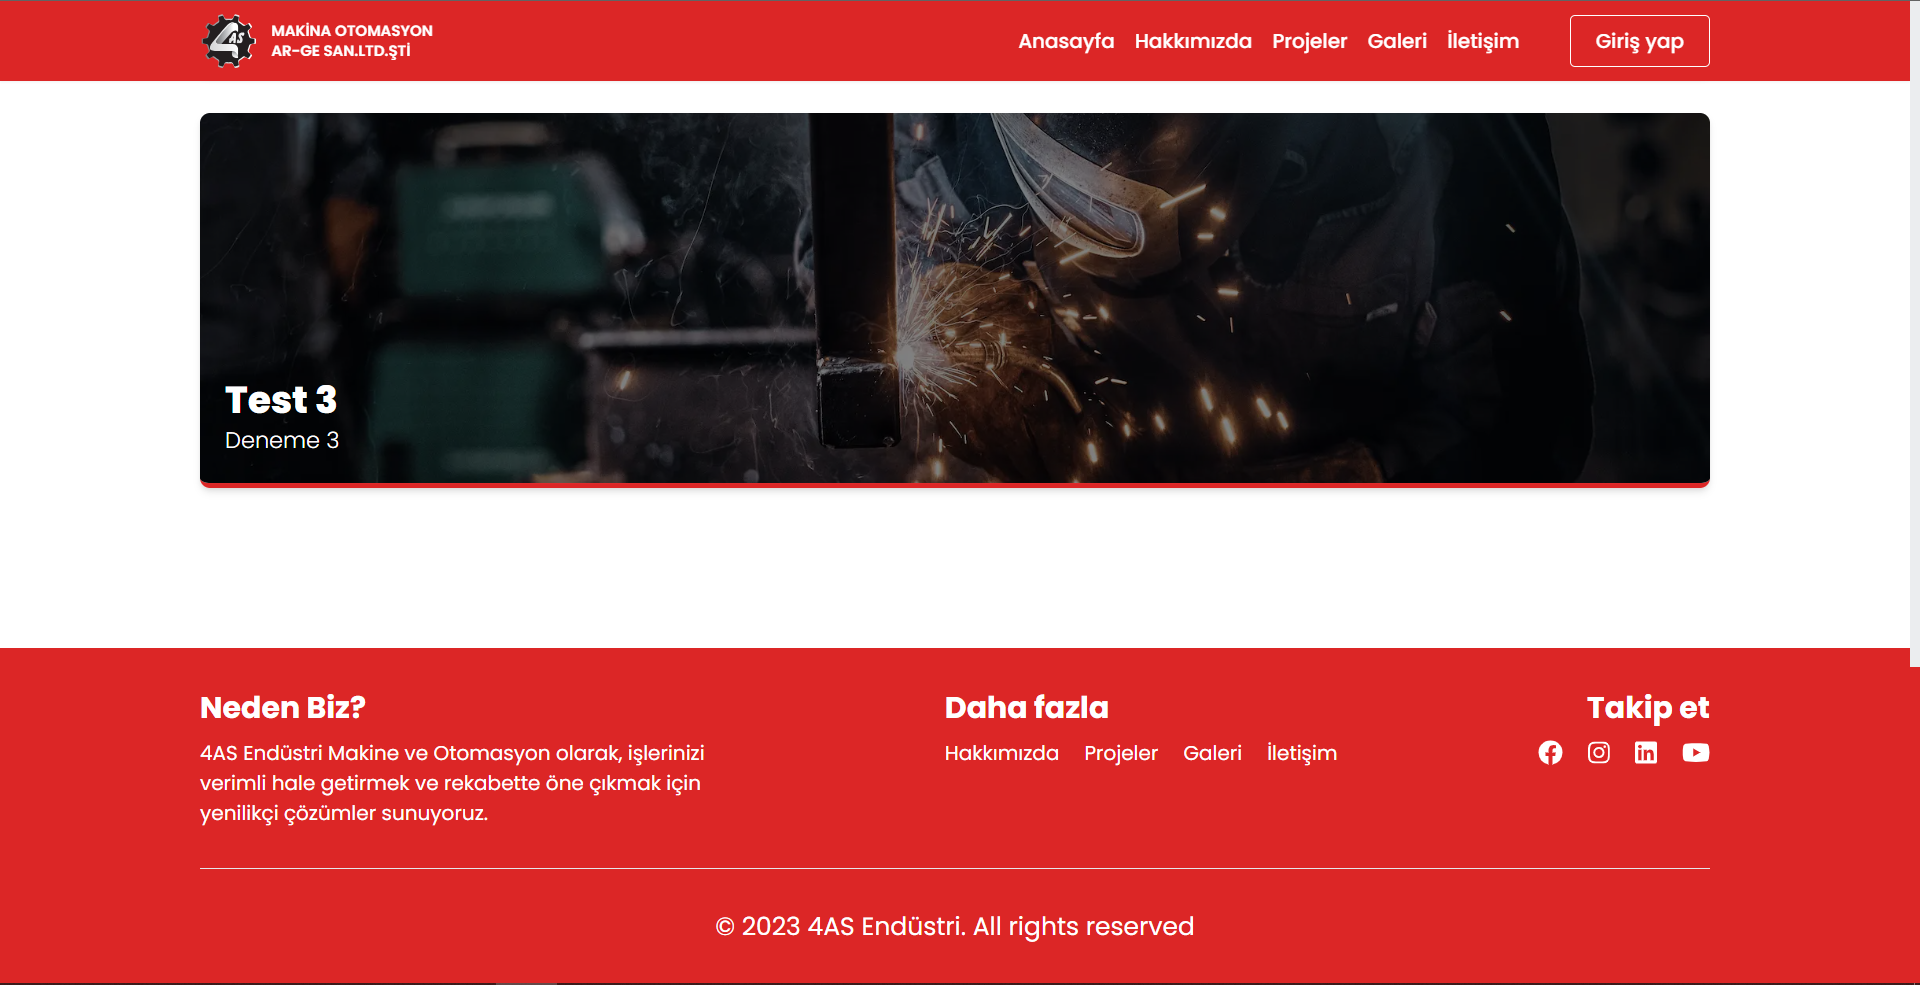 4AS
MAKİNA OTOMASYON
AR-GE SAN.LTD.ŞTİ
Anasayfa Hakkımızda Projeler Galeri İletişim Giriş yap
Test 3
Deneme 3
Neden Biz?
4AS Endüstri Makine ve Otomasyon olarak, işlerinizi
verimli hale getirmek ve rekabette öne çıkmak için
yenilikçi çözümler sunuyoruz.
Daha fazla
Hakkımızda Projeler Galeri İletişim
Takip et
© 2023 4AS Endüstri. All rights reserved